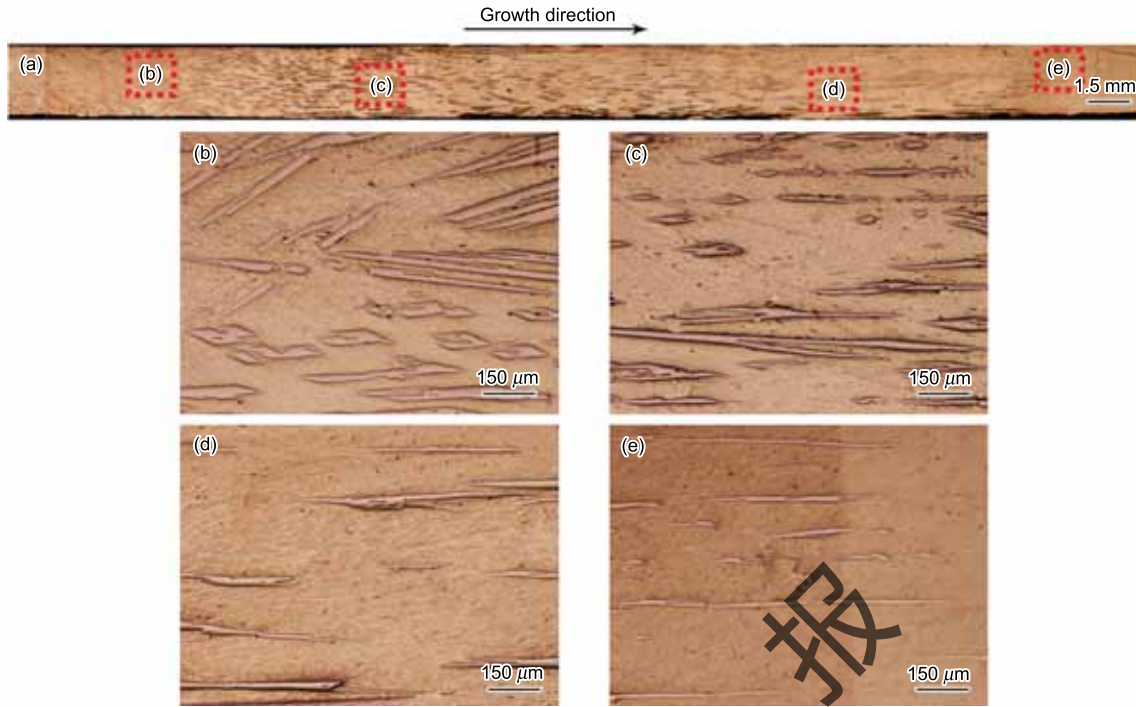 Growth direction
(a)
(b)
(c)
(d)
(e)
1.5 mm
(b)
150 μm
(c)
150 μm
(d)
150 μm
(e)
150 μm
报